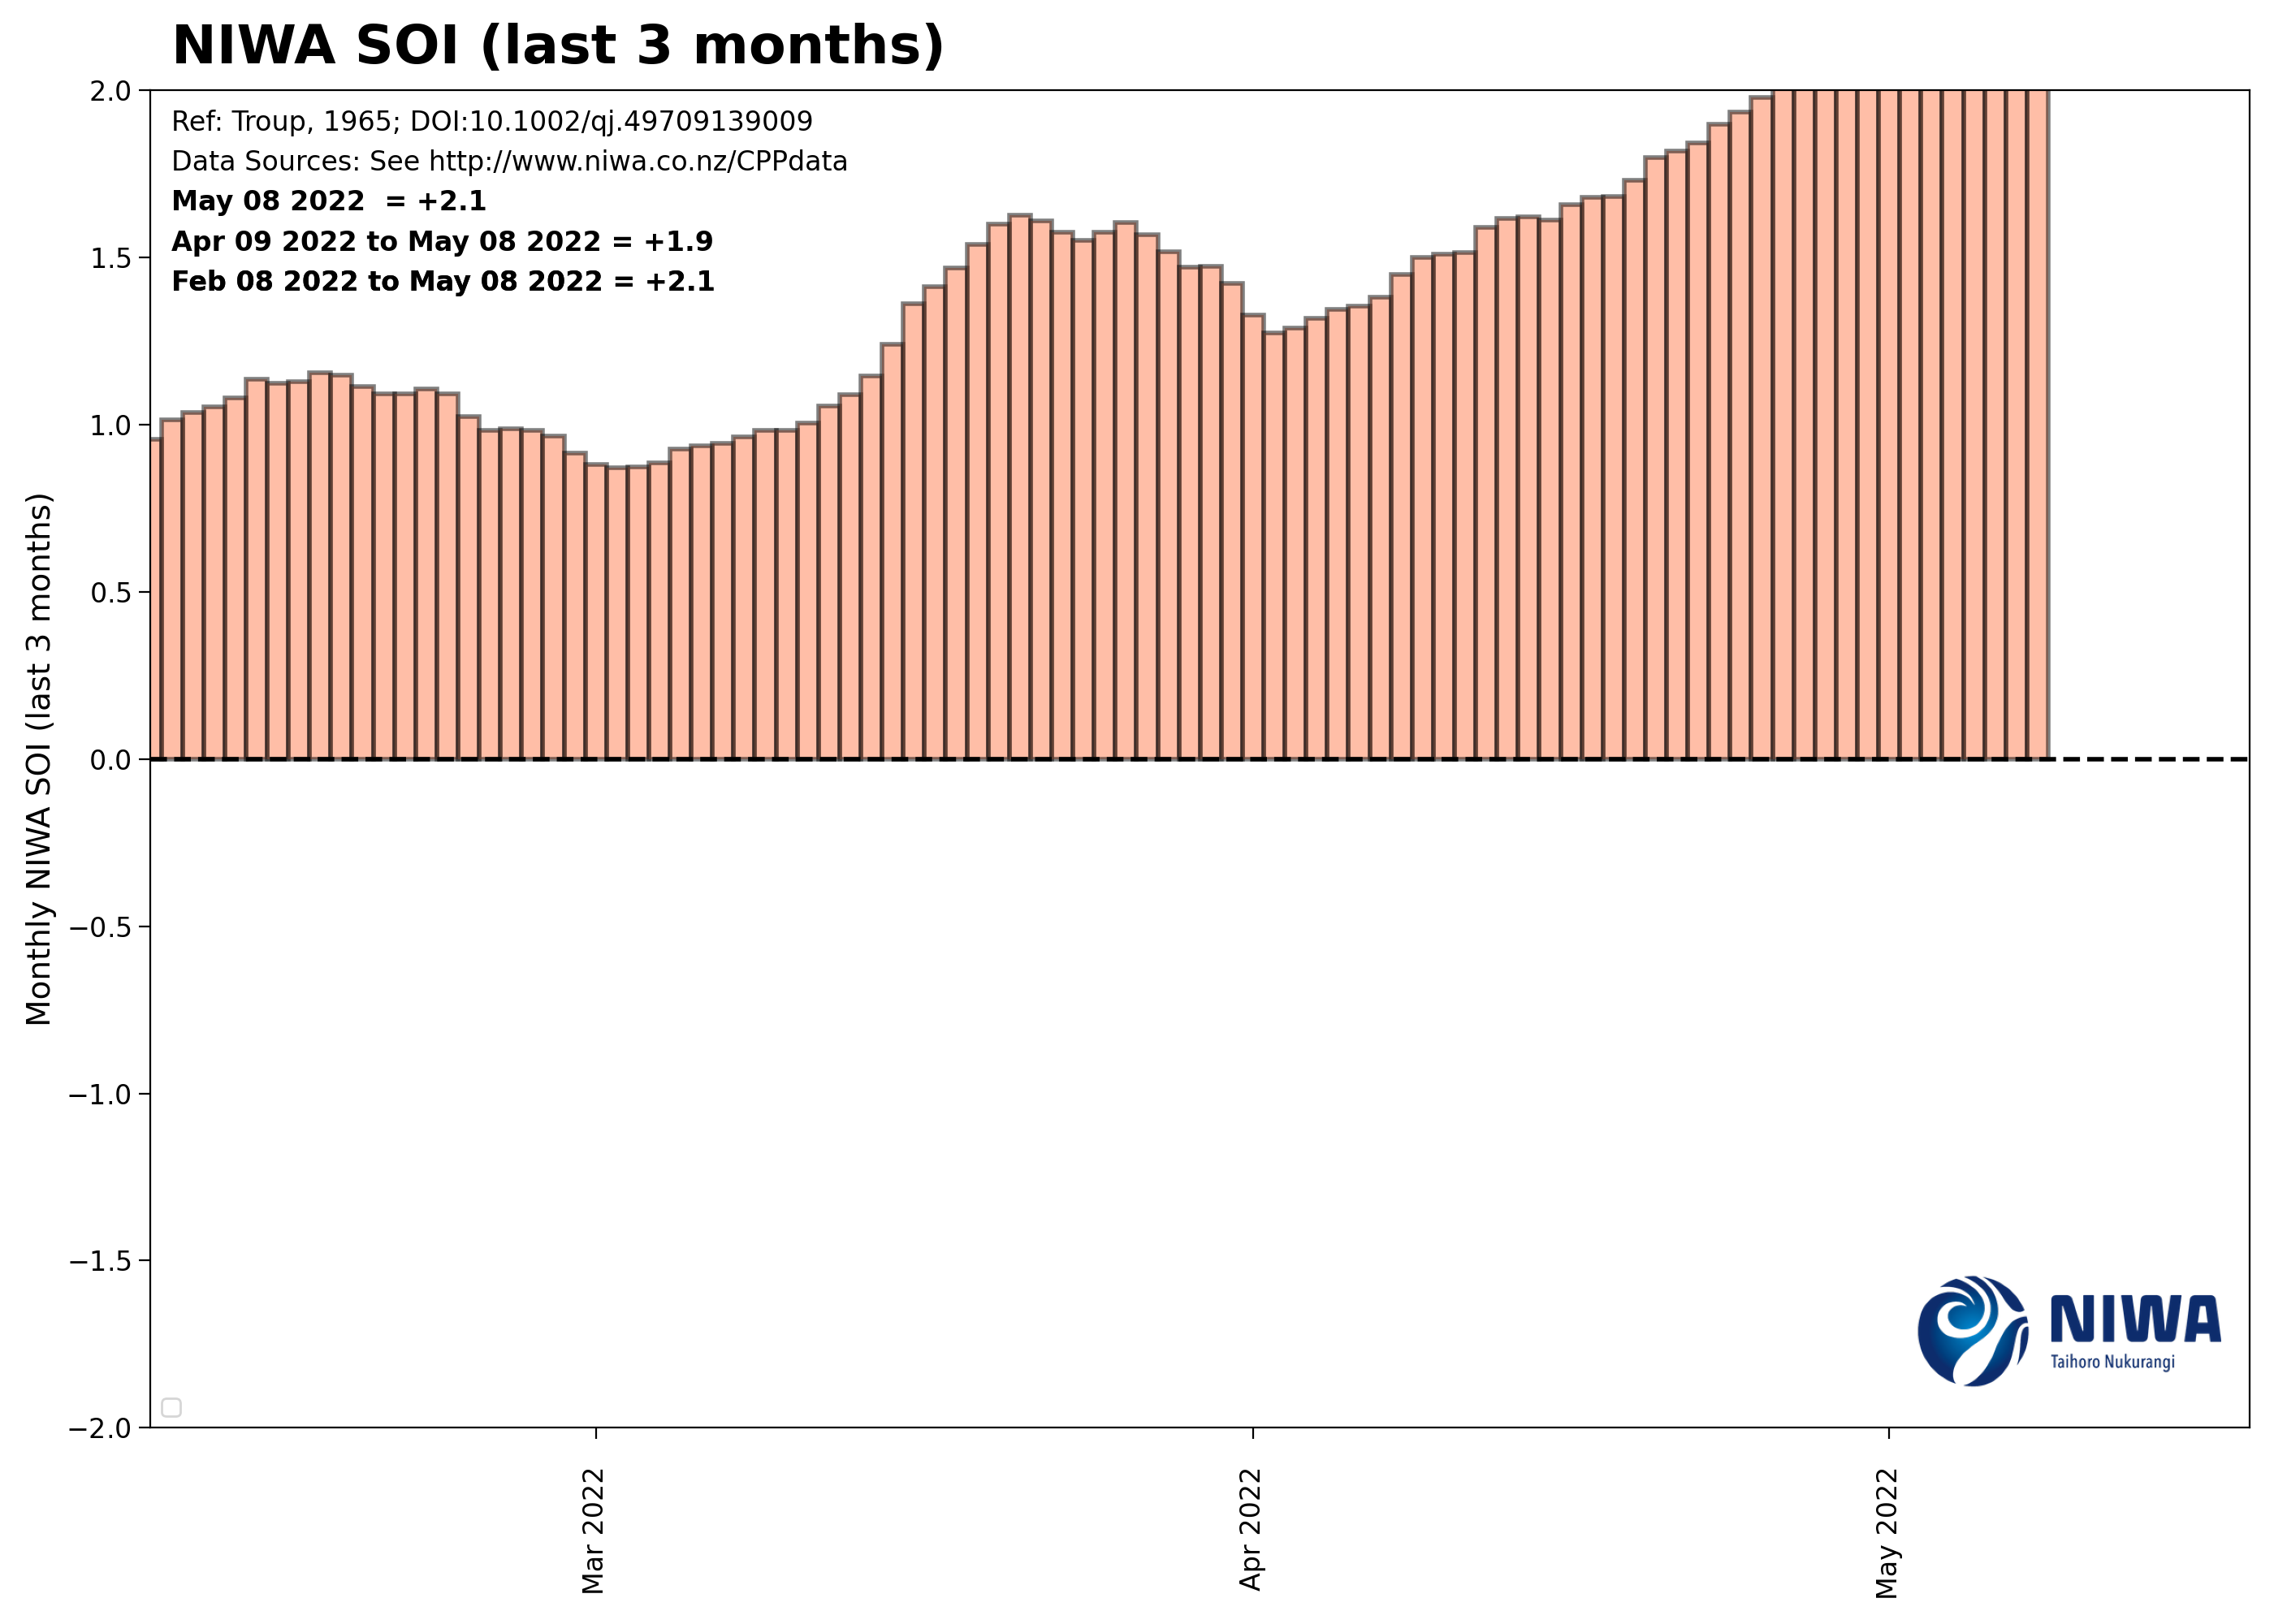 NIWA SOI (last 3 months)
Ref: Troup, 1965; DOI:10.1002/qj.49709139009
Data Sources: See http://www.niwa.co.nz/CPPdata
May 08 2022  = +2.1
Apr 09 2022 to May 08 2022 = +1.9
Feb 08 2022 to May 08 2022 = +2.1
Monthly NIWA SOI (last 3 months)
2.0
1.5
1.0
0.5
0.0
−0.5
−1.0
−1.5
−2.0
NIWA
Taihoro Nukurangi
Mar 2022
Apr 2022
May 2022